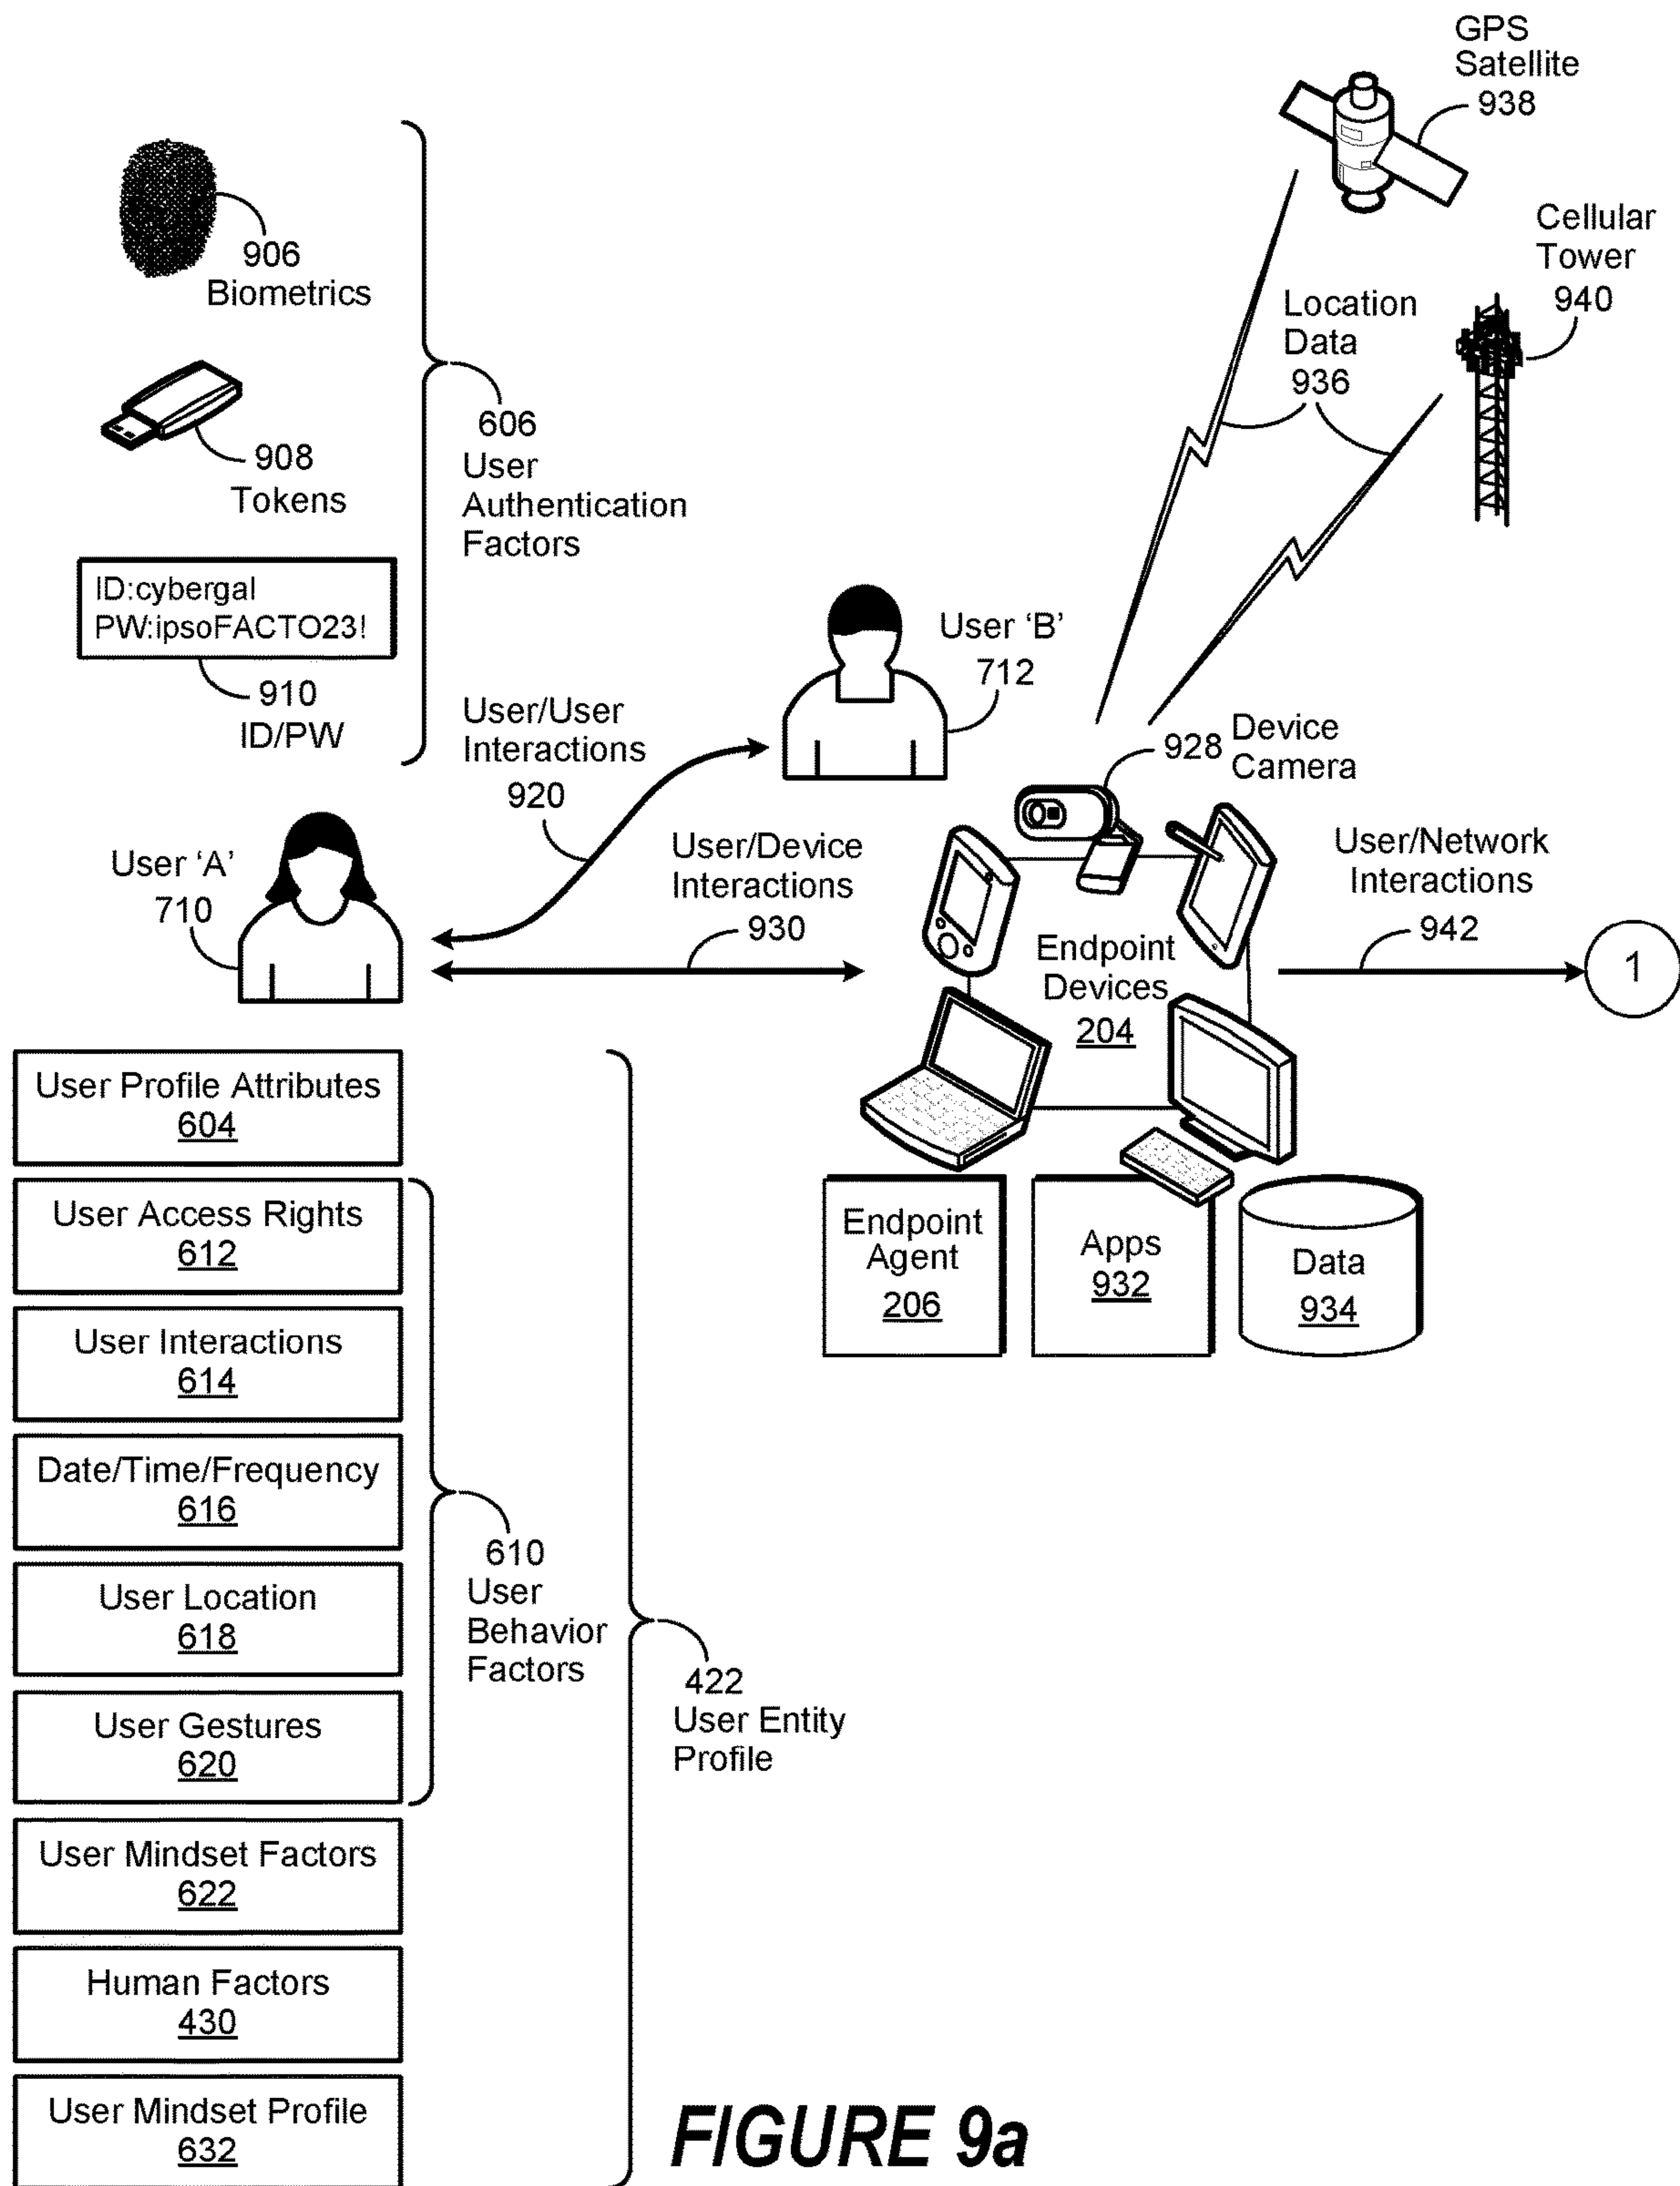 GPS
Satellite
938
Cellular
Tower
940
Location
Data
936
906
Biometrics
908
Tokens
ID:cybergal
PW:ipsoFACTO23!
910
ID/PW
606
User
Authentication
Factors
User 'B'
712
User/User
Interactions
920
User 'A'
710
User/Device
Interactions
930
928 Device
Camera
User/Network
Interactions
942
1
Endpoint
Devices
204
Endpoint
Agent
206
Apps
932
Data
934
User Profile Attributes
604
User Access Rights
612
User Interactions
614
Date/Time/Frequency
616
User Location
618
User Gestures
620
User Mindset Factors
622
Human Factors
430
User Mindset Profile
632
610
User
Behavior
Factors
422
User Entity
Profile
FIGURE 9a